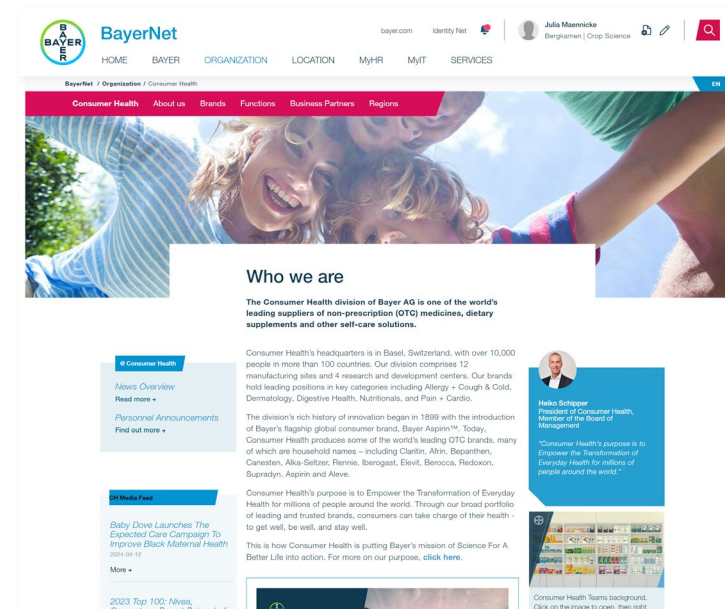 BAYER
BAYER
BayerNet
bayer.com Identity Net
Julia Maennicke
Bergkamen | Crop Science
HOME BAYER ORGANIZATION LOCATION MyHR MyIT SERVICES
BayerNet / Organization / Consumer Health
EN
Consumer Health About us Brands Functions Business Partners Regions
Who we are
The Consumer Health division of Bayer AG is one of the world's
leading suppliers of non-prescription (OTC) medicines, dietary
supplements and other self-care solutions.
Consumer Health's headquarters is in Basel, Switzerland, with over 10,000
people in more than 100 countries. Our division comprises 12
manufacturing sites and 4 research and development centers. Our brands
hold leading positions in key categories including Allergy + Cough & Cold,
Dermatology, Digestive Health, Nutritionals, and Pain + Cardio.
The division's rich history of innovation began in 1899 with the introduction
of Bayer's flagship global consumer brand, Bayer Aspirin™. Today,
Consumer Health produces some of the world's leading OTC brands, many
of which are household names – including Claritin, Afrin, Bepanthen,
Canesten, Alka-Seltzer, Rennie, Iberogast, Elevit, Berocca, Redoxon,
Supradyn, Aspirin and Aleve.
Consumer Health's purpose is to Empower the Transformation of Everyday
Health for millions of people around the world. Through our broad portfolio
of leading and trusted brands, consumers can take charge of their health -
to get well, be well, and stay well.
This is how Consumer Health is putting Bayer's mission of Science For A
Better Life into action. For more on our purpose, click here.
@ Consumer Health
News Overview
Read more →
Personnel Announcements
Find out more →
CH Media Feed
Baby Dove Launches The
Expected Care Campaign To
Improve Black Maternal Health
2024-04-12
More →
2023 Top 100: Nivea,
Heiko Schipper
President of Consumer Health,
Member of the Board of
Management
"Consumer Health's purpose is to
Empower the Transformation of
Everyday Health for millions of
people around the world."
Consumer Health Teams background.
Click on the image to open, then right